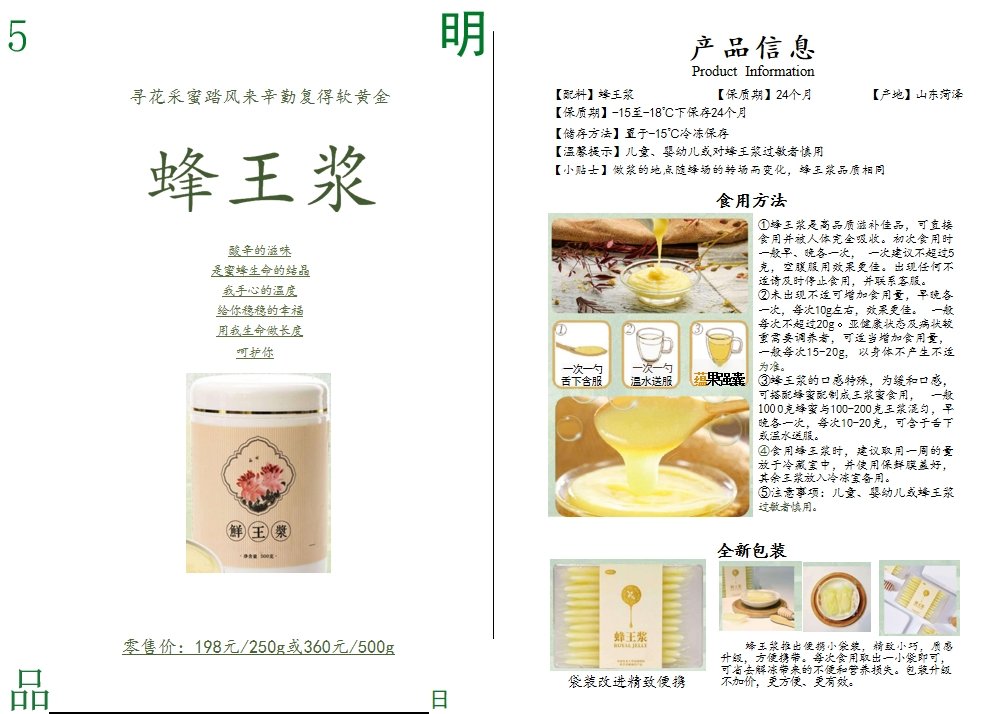 5
明
寻花采蜜踏风来辛勤复得软黄金
蜂王浆
酸辛的滋味
是蜜蜂生命的结晶
我手心的温度
给你稳稳的幸福
用我生命做长度
呵护你
鲜王浆
·净含量 500克·
零售价：198元/250g或360元/500g
品
日
产品信息
Product Information
【配料】蜂王浆 【保质期】24个月 【产地】山东菏泽
【保质期】-15至-18℃下保存24个月
【储存方法】置于-15℃冷冻保存
【温馨提示】儿童、婴幼儿或对蜂王浆过敏者慎用
【小贴士】做浆的地点随蜂场的转场而变化，蜂王浆品质相同
食用方法
①
一次一勺
舌下含服
②
一次一勺
温水送服
③
①蜂王浆是高品质滋补佳品，可直接
食用并被人体完全吸收。初次食用时
一般早、晚各一次， 一次建议不超过5
克，空腹服用效果更佳。出现任何不
适请及时停止食用，并联系客服。
②未出现不适可增加食用量，早晚各
一次，每次10g左右，效果更佳。 一般
每次不超过20g。亚健康状态及病状较
重需要调养者，可适当增加食用量，
一般每次15-20g，以身体不产生不适
为准。
③蜂王浆的口感特殊，为缓和口感，
可搭配蜂蜜配制成王浆蜜食用， 一般
1000克蜂蜜与100-200克王浆混匀，早
晚各一次，每次10-20克，可含于舌下
或温水送服。
④食用蜂王浆时，建议取用一周的量
放于冷藏室中，并使用保鲜膜盖好，
其余王浆放入冷冻室备用。
⑤注意事项：儿童、婴幼儿或蜂王浆
过敏者慎用。
全新包装
蜂王浆
ROYAL JELLY
袋装改进精致便携
蜂王浆推出便携小袋装，精致小巧，质感
升级，方便携带。每次食用取出一小袋即可，
可省去解冻带来的不便和营养损失。包装升级
不加价，更方便、更有效。